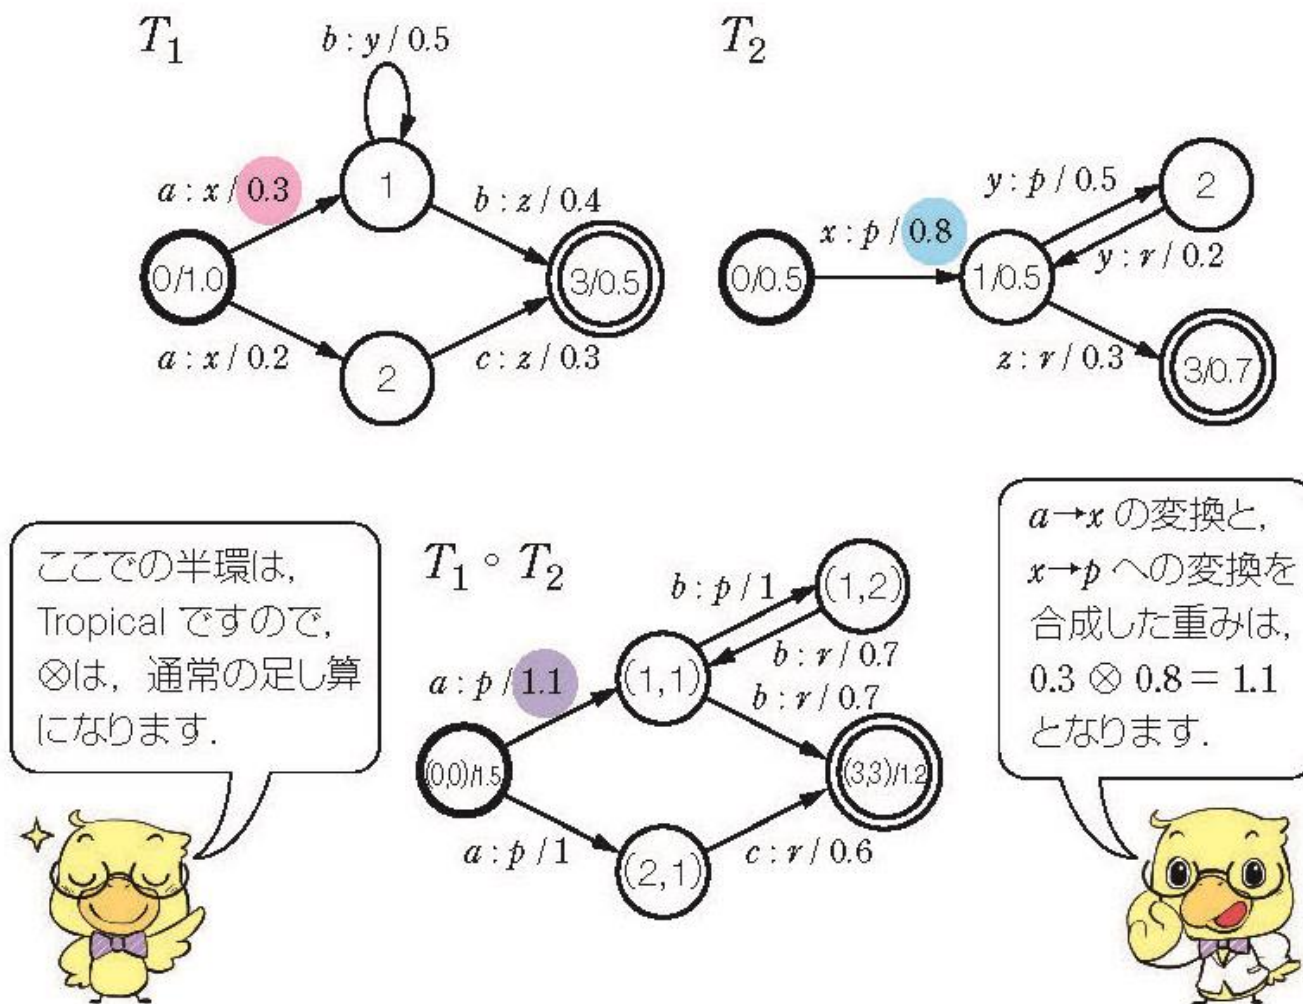 T₁
b : y / 0.5
a : x / 0.3
1
b : z / 0.4
0/1.0
3/0.5
a : x / 0.2
2
c : z / 0.3
T₂
y : p / 0.5
2
x : p / 0.8
y : r / 0.2
0/0.5
1/0.5
z : r / 0.3
3/0.7
ここでの半環は,
Tropical ですので,
⊗は, 通常の足し算
になります.
T₁ ∘ T₂
b : p / 1
(1,2)
b : r / 0.7
a : p / 1.1
(1,1)
b : r / 0.7
(0,0)/1.5
(3,3)/1.2
a : p / 1
(2,1)
c : r / 0.6
a→x の変換と,
x→p への変換を
合成した重みは,
0.3 ⊗ 0.8 = 1.1
となります.